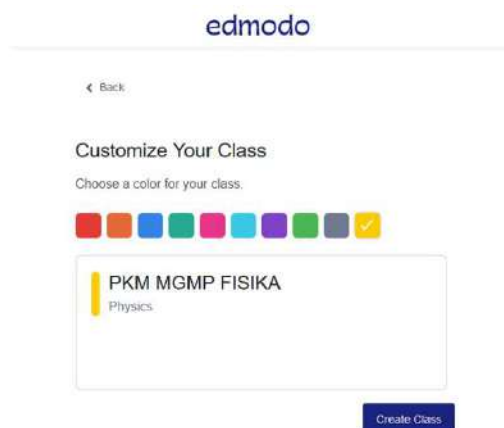 edmodo
Back
Customize Your Class
Choose a color for your class.
PKM MGMP FISIKA
Physics
Create Class